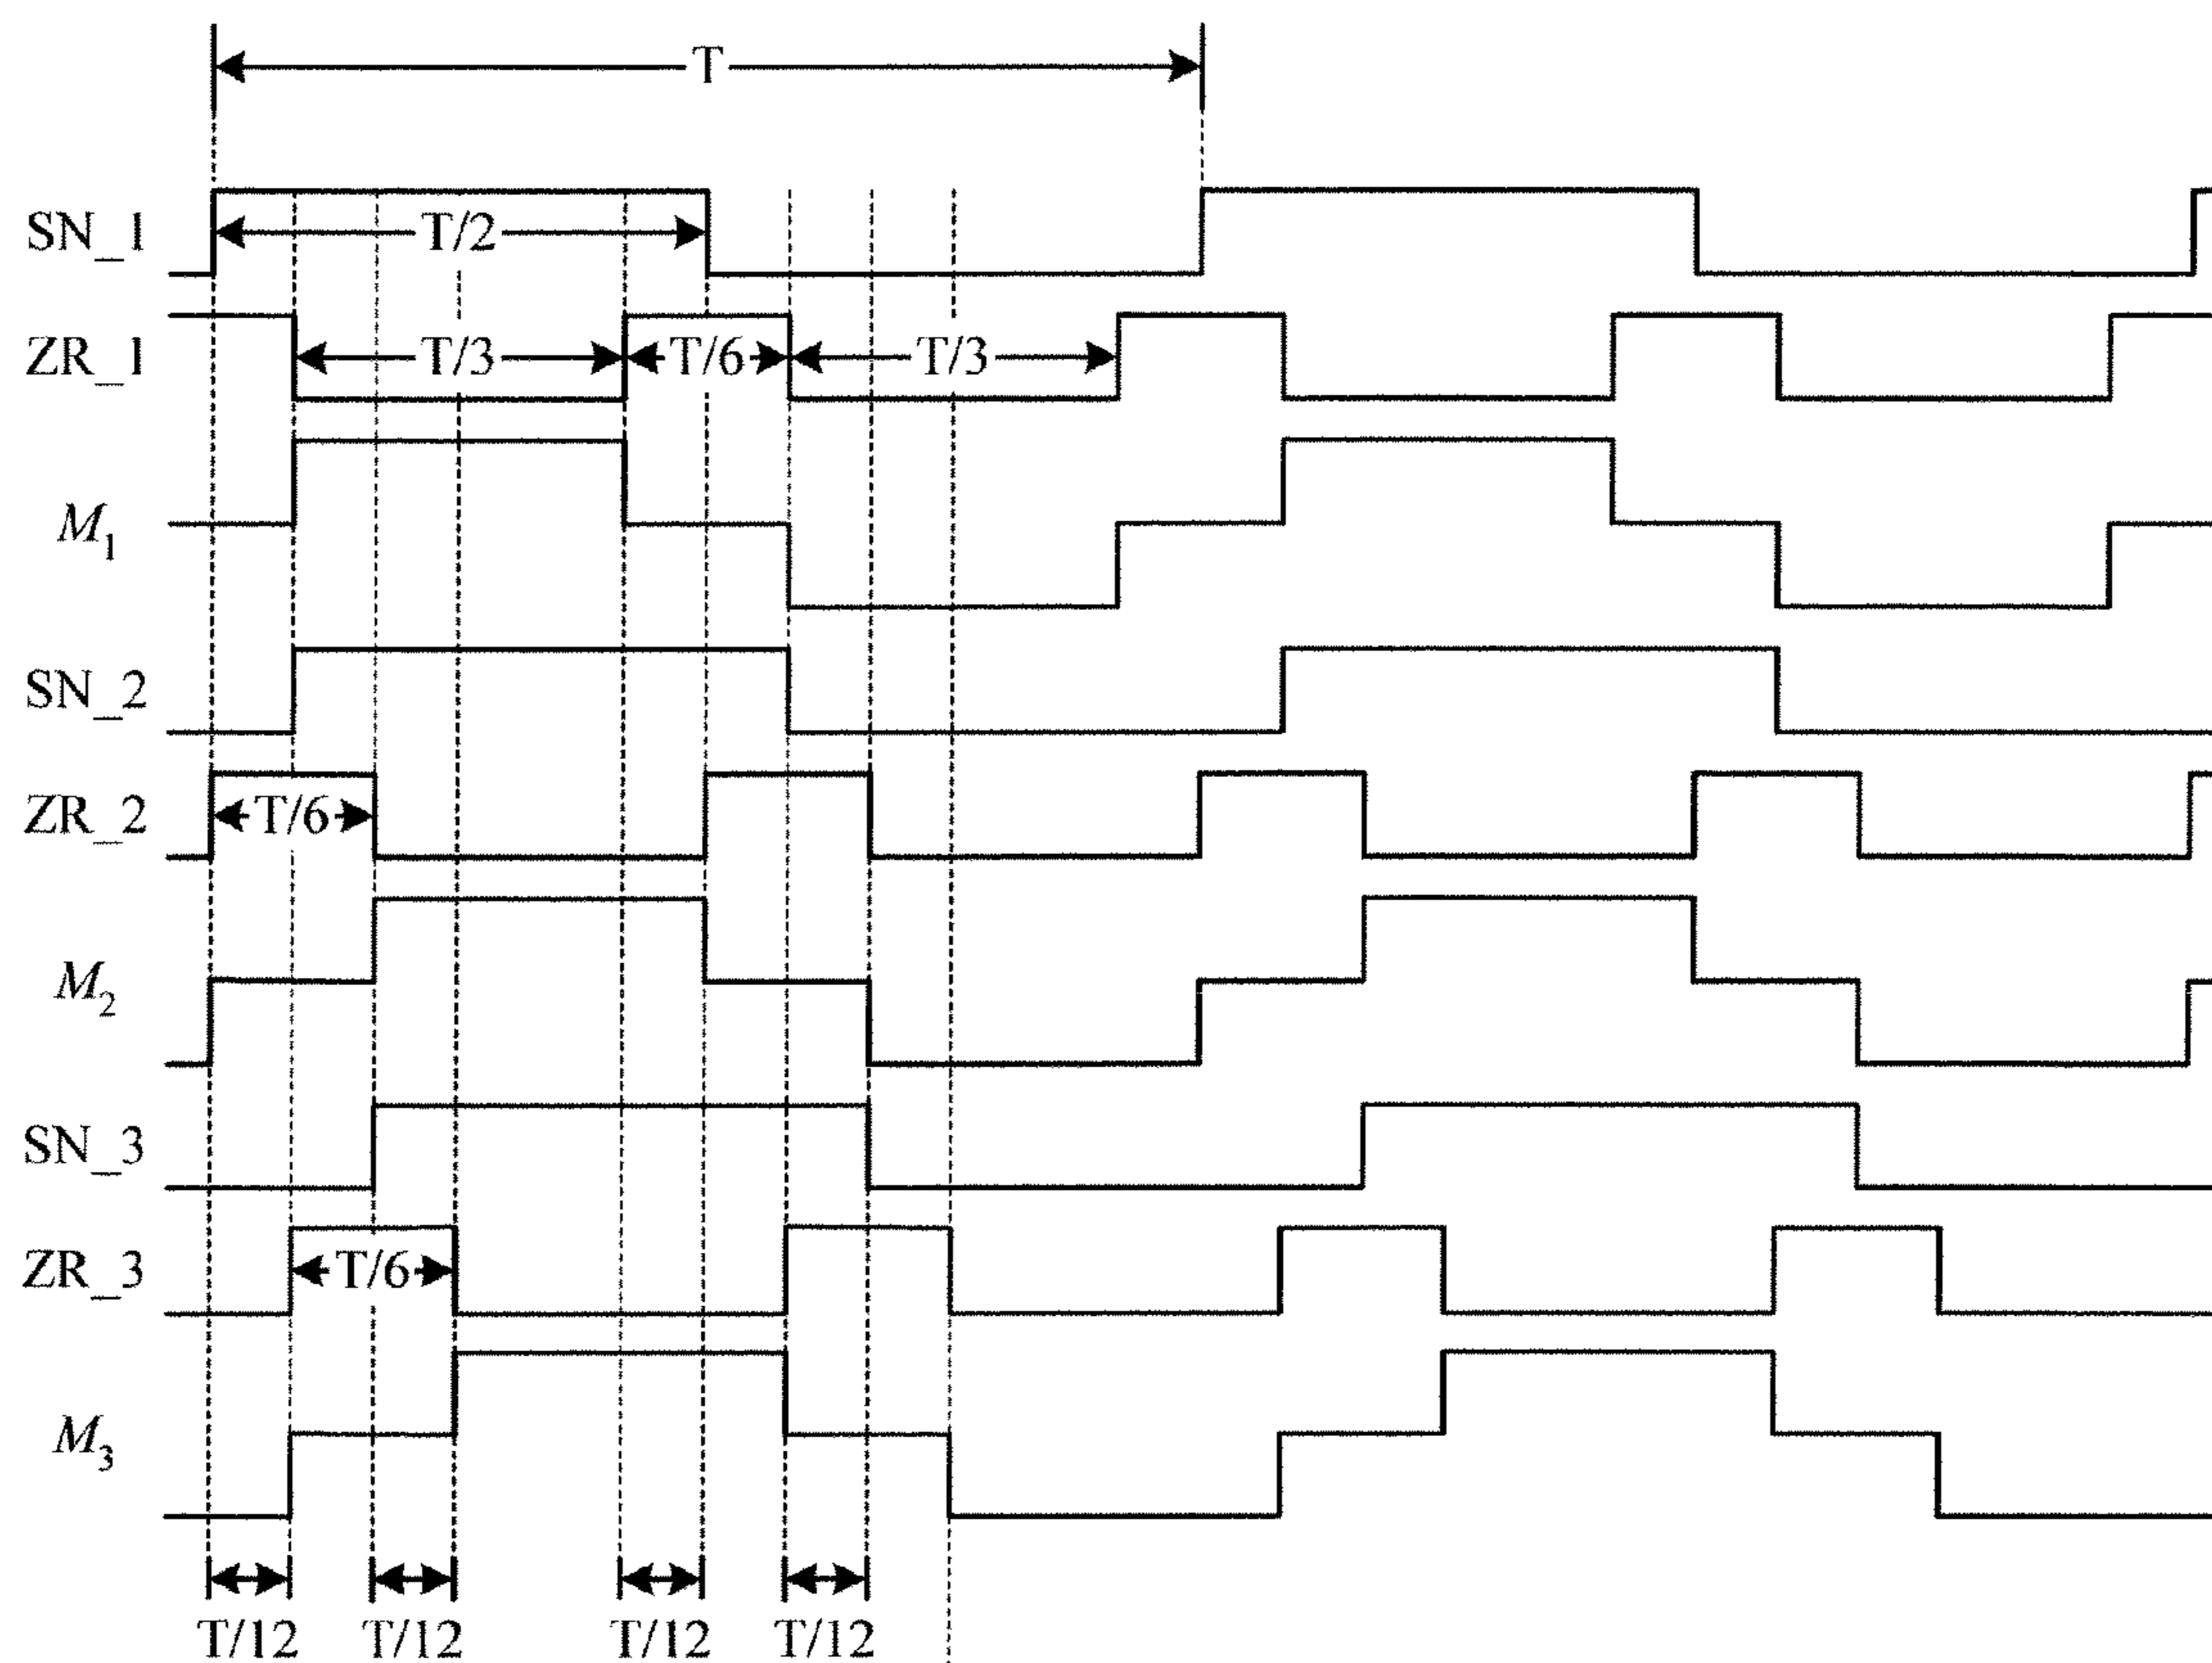 T
SN_1
T/2
ZR_1
T/3
T/6
T/3
M1
SN_2
ZR_2
T/6
M2
SN_3
ZR_3
T/6
M3
T/12
T/12
T/12
T/12